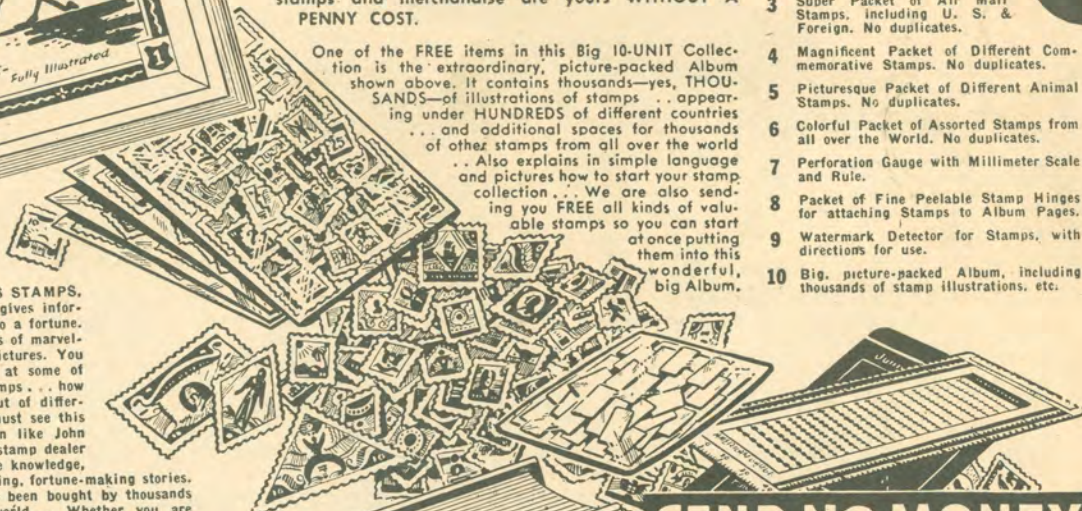 Fully Illustrated
1
stamps and merchandise are yours WITHOUT A
PENNY COST.
One of the FREE items in this Big 10-UNIT Collec-
tion is the extraordinary, picture-packed Album
shown above. It contains thousands—yes, THOU-
SANDS—of illustrations of stamps .. appear-
ing under HUNDREDS of different countries
... and additional spaces for thousands
of other stamps from all over the world
.. Also explains in simple language
and pictures how to start your stamp
collection ... We are also send-
ing you FREE all kinds of valu-
able stamps so you can start
at once putting
them into this
wonderful,
big Album.
3 Super Packet of Air Mail
Stamps, including U. S. &
Foreign. No duplicates.
4 Magnificent Packet of Different Com-
memorative Stamps. No duplicates.
5 Picturesque Packet of Different Animal
Stamps. No duplicates.
6 Colorful Packet of Assorted Stamps from
all over the World. No duplicates.
7 Perforation Gauge with Millimeter Scale
and Rule.
8 Packet of Fine Peelable Stamp Hinges
for attaching Stamps to Album Pages.
9 Watermark Detector for Stamps, with
directions for use.
10 Big, picture-packed Album, including
thousands of stamp illustrations, etc.
S STAMPS,
gives infor-
o a fortune.
s of marvel-
ictures. You
at some of
mps ... how
ut of differ-
ust see this
n like John
stamp dealer
e knowledge,
ing, fortune-making stories.
been bought by thousands
Whether you are
SEND NO MONEY